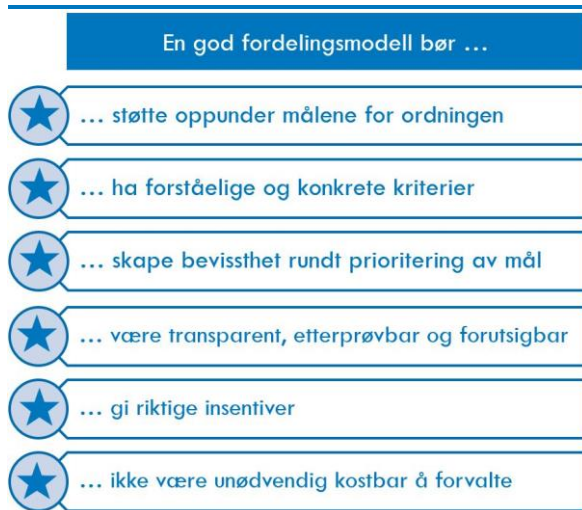 En god fordelingsmodell bør ...
... støtte oppunder målene for ordningen
... ha forståelige og konkrete kriterier
... skape bevissthet rundt prioritering av mål
... være transparent, etterprøvbar og forutsigbar
... gi riktige insentiver
... ikke være unødvendig kostbar å forvalte